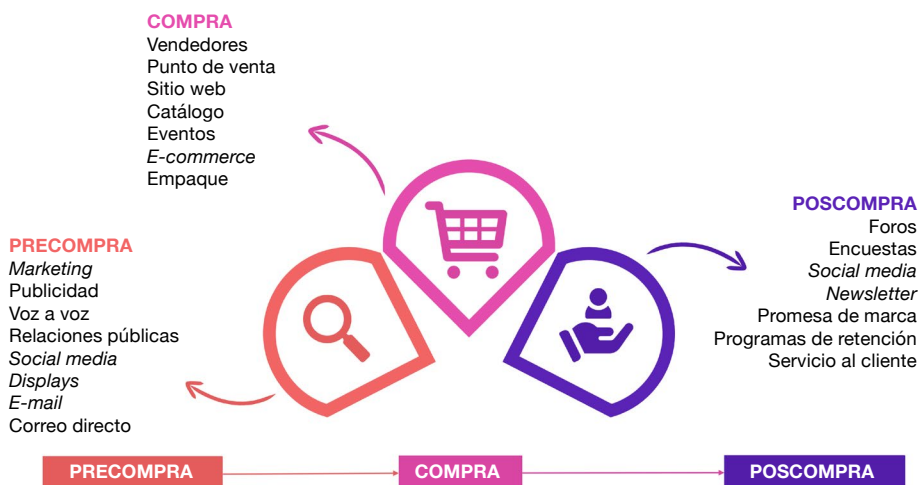 COMPRA
Vendedores
Punto de venta
Sitio web
Catálogo
Eventos
E-commerce
Empaque
PRECOMPRA
Marketing
Publicidad
Voz a voz
Relaciones públicas
Social media
Displays
E-mail
Correo directo
POSCOMPRA
Foros
Encuestas
Social media
Newsletter
Promesa de marca
Programas de retención
Servicio al cliente
PRECOMPRA
COMPRA
POSCOMPRA